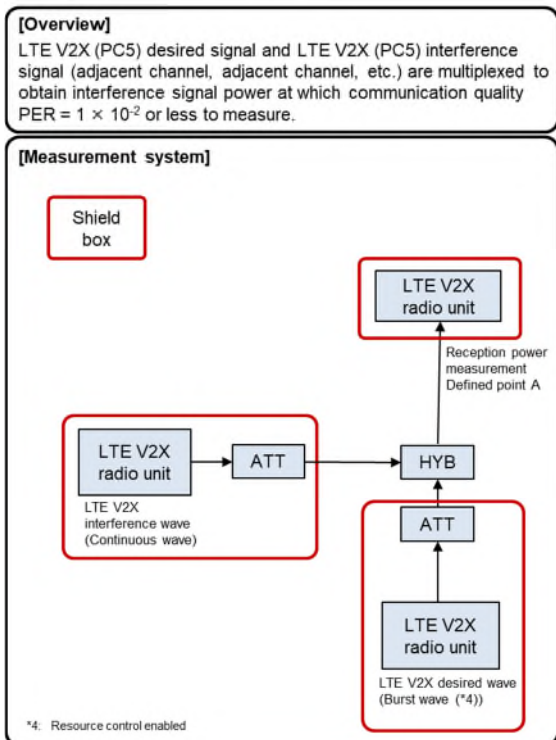 [Overview]
LTE V2X (PC5) desired signal and LTE V2X (PC5) interference
signal (adjacent channel, adjacent channel, etc.) are multiplexed to
obtain interference signal power at which communication quality
PER = 1 × 10⁻² or less to measure.
[Measurement system]
Shield
box
LTE V2X
radio unit
Reception power
measurement
Defined point A
LTE V2X
radio unit
ATT
HYB
LTE V2X
interference wave
(Continuous wave)
ATT
LTE V2X
radio unit
LTE V2X desired wave
(Burst wave (*4))
*4: Resource control enabled